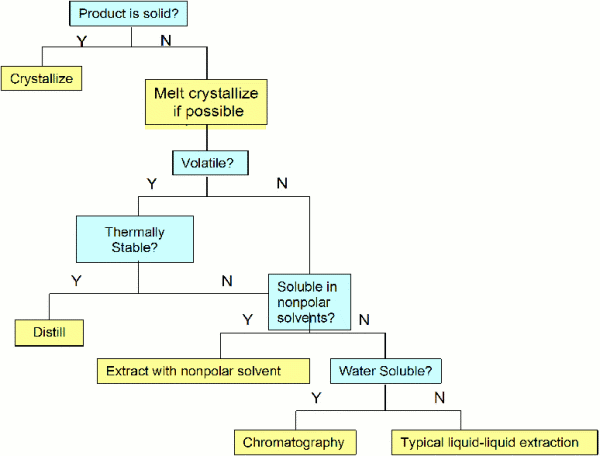 Product is solid?
Y N
Crystallize
Melt crystallize
if possible
Volatile?
Y N
Thermally
Stable?
Y N
Soluble in
nonpolar
solvents?
Distill
Y N
Extract with nonpolar solvent
Water Soluble?
Y N
Chromatography
Typical liquid-liquid extraction